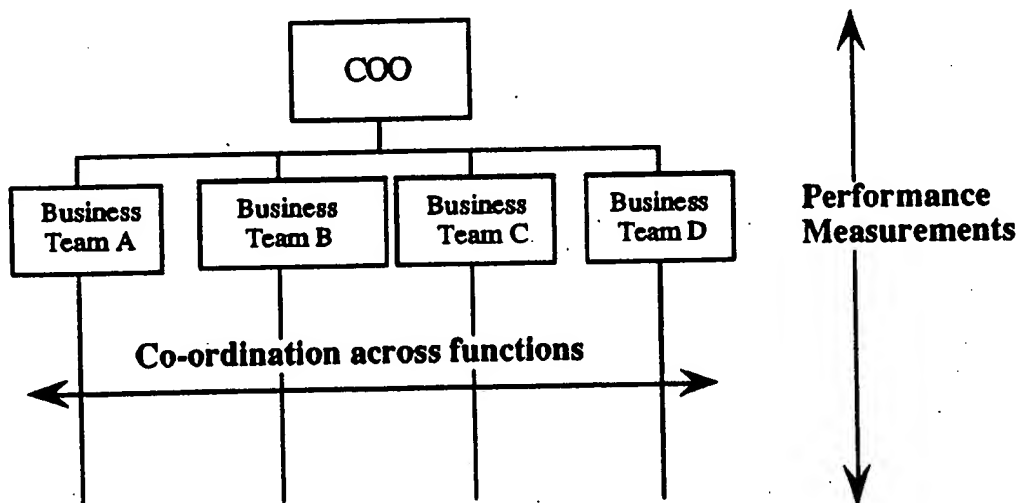 COO
Business
Team A
Business
Team B
Business
Team C
Business
Team D
Performance
Measurements
Co-ordination across functions